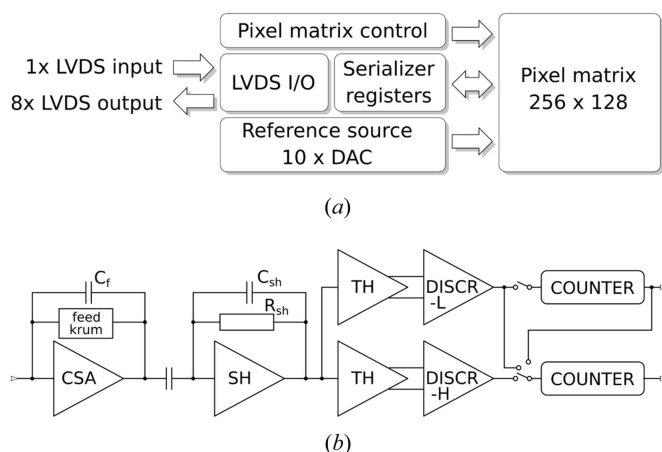 Pixel matrix control
1x LVDS input
8x LVDS output
LVDS I/O
Serializer
registers
Reference source
10 x DAC
Pixel matrix
256 x 128
(a)
Cf
feed
krum
CSA
Csh
Rsh
SH
TH
DISCR
-L
COUNTER
TH
DISCR
-H
COUNTER
(b)